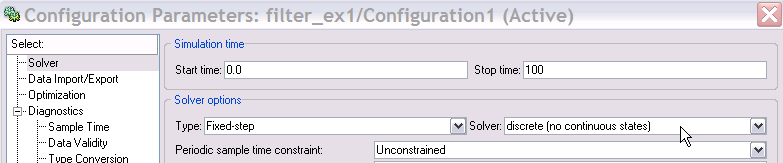 Configuration Parameters: filter_ex1/Configuration1 (Active)
Select:
Solver
Data Import/Export
Optimization
Diagnostics
Sample Time
Data Validity
Type Conversion
Simulation time
Start time: 0.0 Stop time: 100
Solver options
Type: Fixed-step Solver: discrete (no continuous states)
Periodic sample time constraint: Unconstrained